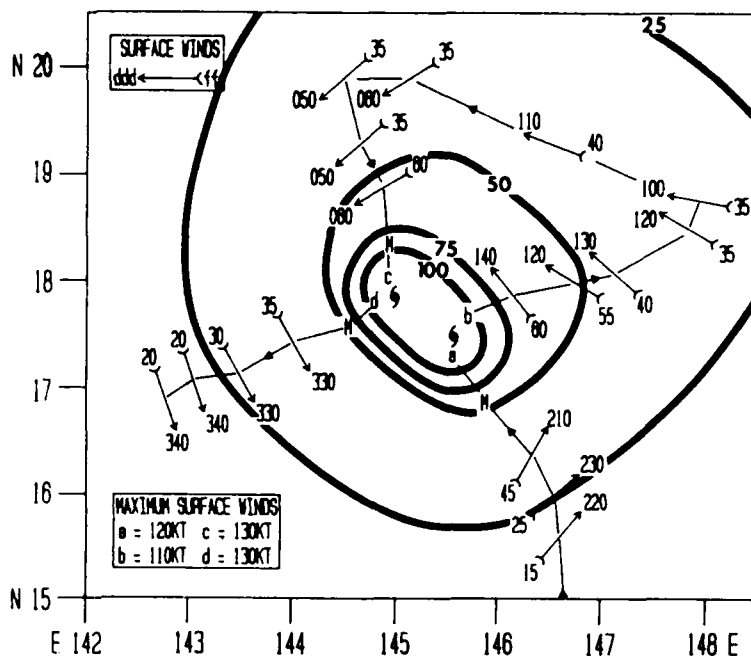 25
SURFACE WINDS
ddd ff
N 20
35
050
35
080
110
40
35
050
19
60
080
50
100
35
120
35
M
75
140
120
130
18
100
c
d
b
40
55
60
35
M
a
20
20
30
330
17
M
330
340
340
210
45
230
16
220
25
15
MAXIMUM SURFACE WINDS
a = 120KT c = 130KT
b = 110KT d = 130KT
N 15
E 142 143 144 145 146 147 148 E